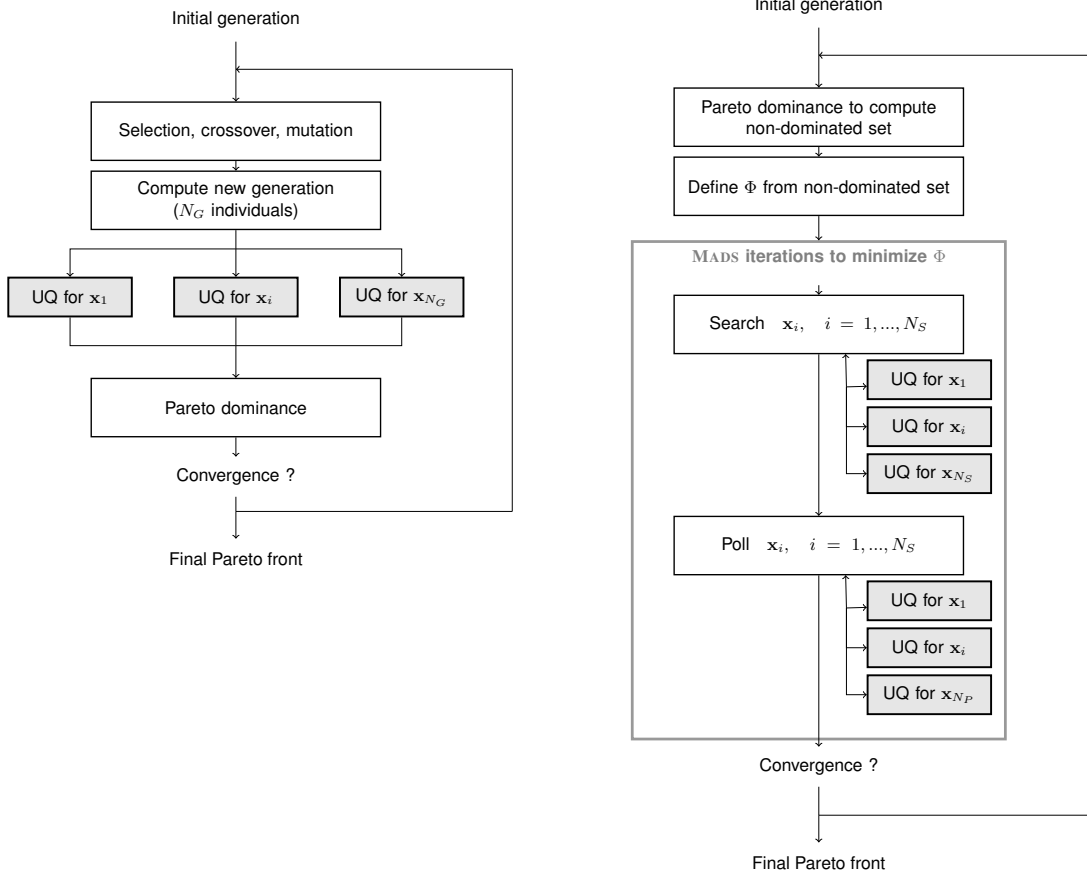 Initial generation
Selection, crossover, mutation
Compute new generation
(N_G individuals)
UQ for x_1
UQ for x_i
UQ for x_{N_G}
Pareto dominance
Convergence ?
Final Pareto front
Initial generation
Pareto dominance to compute
non-dominated set
Define Φ from non-dominated set
MADS iterations to minimize Φ
Search x_i, i = 1, ..., N_S
UQ for x_1
UQ for x_i
UQ for x_{N_S}
Poll x_i, i = 1, ..., N_S
UQ for x_1
UQ for x_i
UQ for x_{N_P}
Convergence ?
Final Pareto front